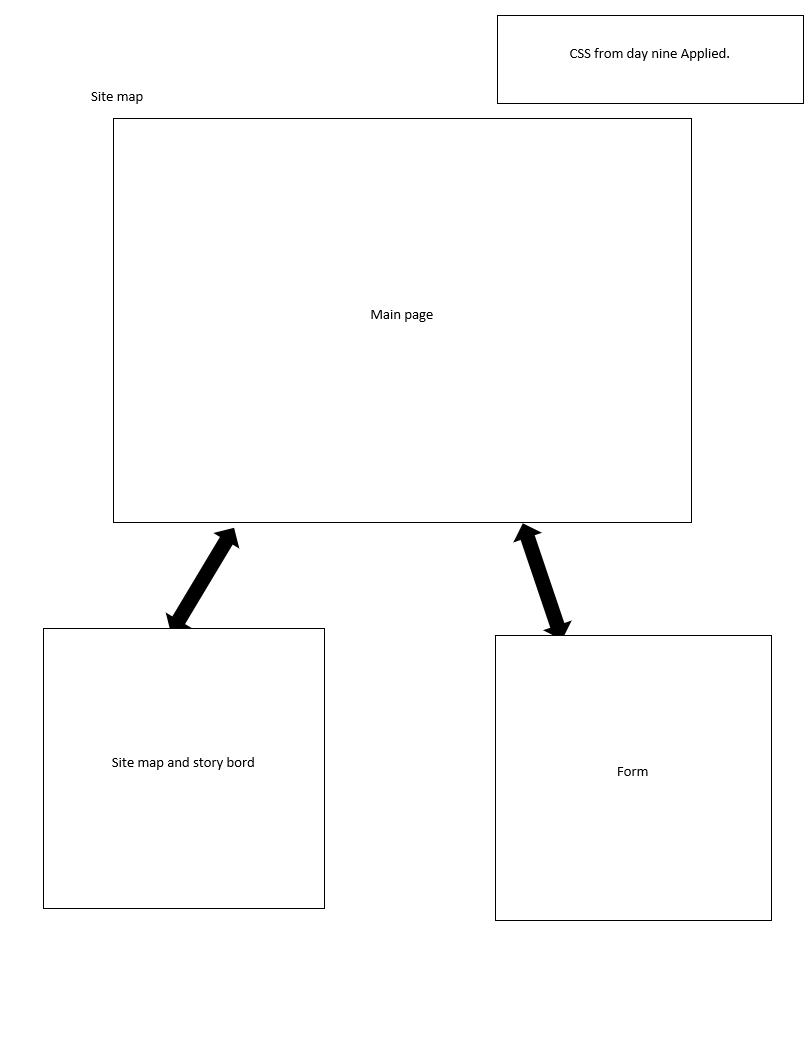 CSS from day nine Applied.
Site map
Main page
Site map and story bord
Form